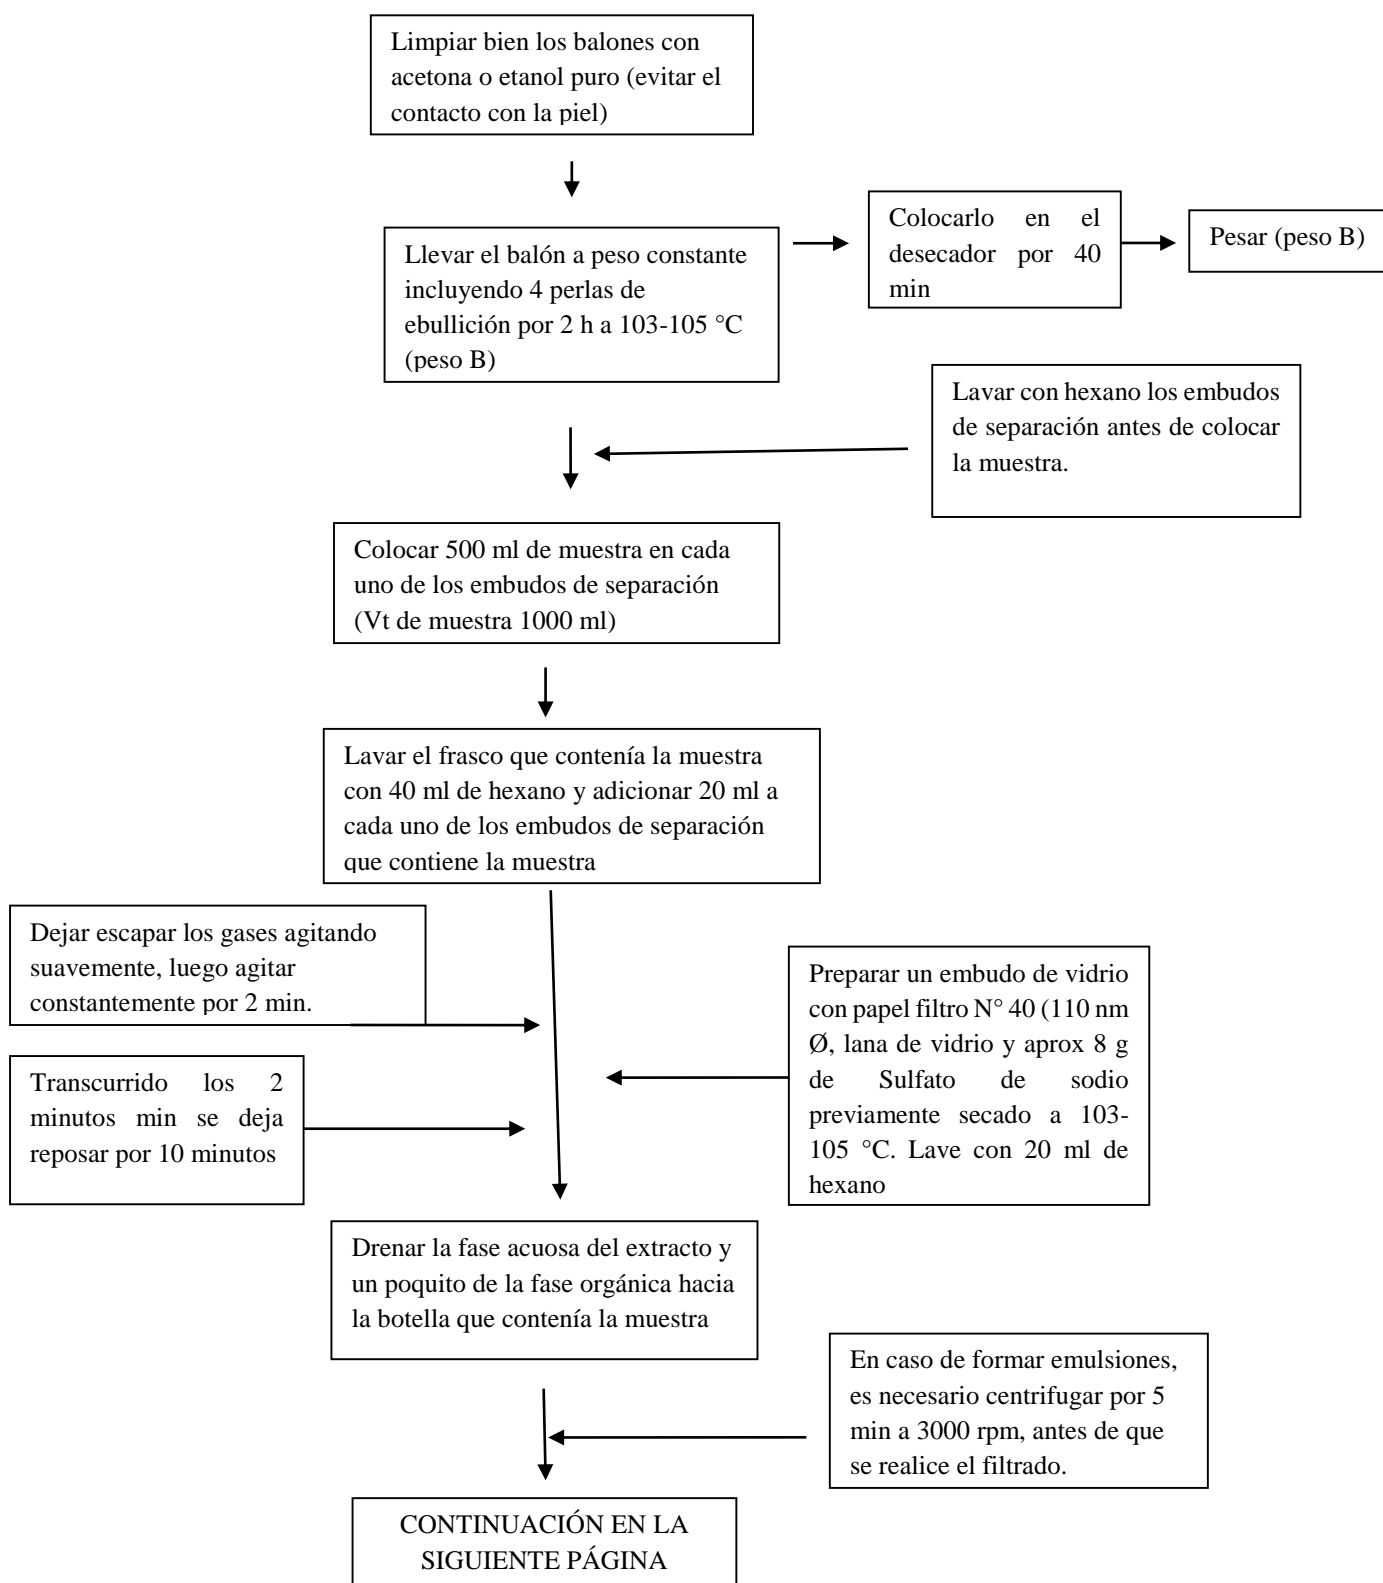 Limpiar bien los balones con
acetona o etanol puro (evitar el
contacto con la piel)
Llevar el balón a peso constante
incluyendo 4 perlas de
ebullición por 2 h a 103-105 °C
(peso B)
Colocarlo en el
desecador por 40
min
Pesar (peso B)
Lavar con hexano los embudos
de separación antes de colocar
la muestra.
Colocar 500 ml de muestra en cada
uno de los embudos de separación
(Vt de muestra 1000 ml)
Lavar el frasco que contenía la muestra
con 40 ml de hexano y adicionar 20 ml a
cada uno de los embudos de separación
que contiene la muestra
Dejar escapar los gases agitando
suavemente, luego agitar
constantemente por 2 min.
Preparar un embudo de vidrio
con papel filtro N° 40 (110 nm
Ø, lana de vidrio y aprox 8 g
de Sulfato de sodio
previamente secado a 103-
105 °C. Lave con 20 ml de
hexano
Transcurrido los 2
minutos min se deja
reposar por 10 minutos
Drenar la fase acuosa del extracto y
un poquito de la fase orgánica hacia
la botella que contenía la muestra
En caso de formar emulsiones,
es necesario centrifugar por 5
min a 3000 rpm, antes de que
se realice el filtrado.
CONTINUACIÓN EN LA
SIGUIENTE PÁGINA